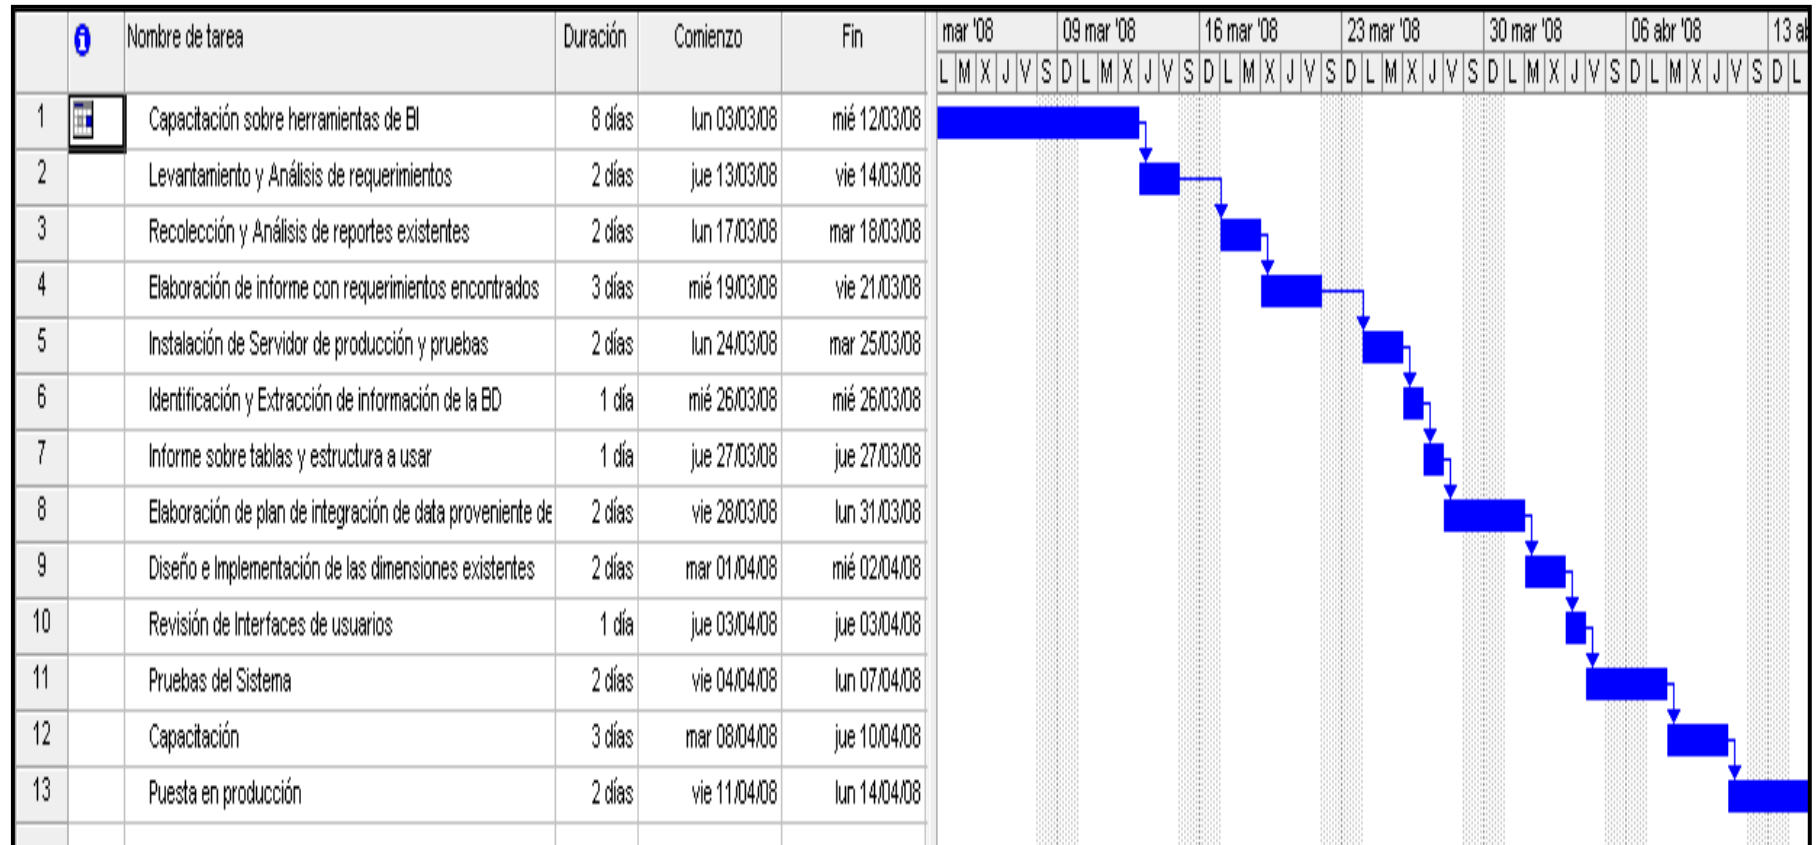 Nombre de tarea Duración Comienzo Fin mar '08 09 mar '08 16 mar '08 23 mar '08 30 mar '08 06 abr '08 13 ab
L M X J V S D L M X J V S D L M X J V S D L M X J V S D L M X J V S D L M X J V S D L
1 Capacitación sobre herramientas de BI 8 días lun 03/03/08 mié 12/03/08
2 Levantamiento y Análisis de requerimientos 2 días jue 13/03/08 vie 14/03/08
3 Recolección y Análisis de reportes existentes 2 días lun 17/03/08 mar 18/03/08
4 Elaboración de informe con requerimientos encontrados 3 días mié 19/03/08 vie 21/03/08
5 Instalación de Servidor de producción y pruebas 2 días lun 24/03/08 mar 25/03/08
6 Identificación y Extracción de información de la BD 1 día mié 26/03/08 mié 26/03/08
7 Informe sobre tablas y estructura a usar 1 día jue 27/03/08 jue 27/03/08
8 Elaboración de plan de integración de data proveniente de 2 días vie 28/03/08 lun 31/03/08
9 Diseño e Implementación de las dimensiones existentes 2 días mar 01/04/08 mié 02/04/08
10 Revisión de Interfaces de usuarios 1 día jue 03/04/08 jue 03/04/08
11 Pruebas del Sistema 2 días vie 04/04/08 lun 07/04/08
12 Capacitación 3 días mar 08/04/08 jue 10/04/08
13 Puesta en producción 2 días vie 11/04/08 lun 14/04/08